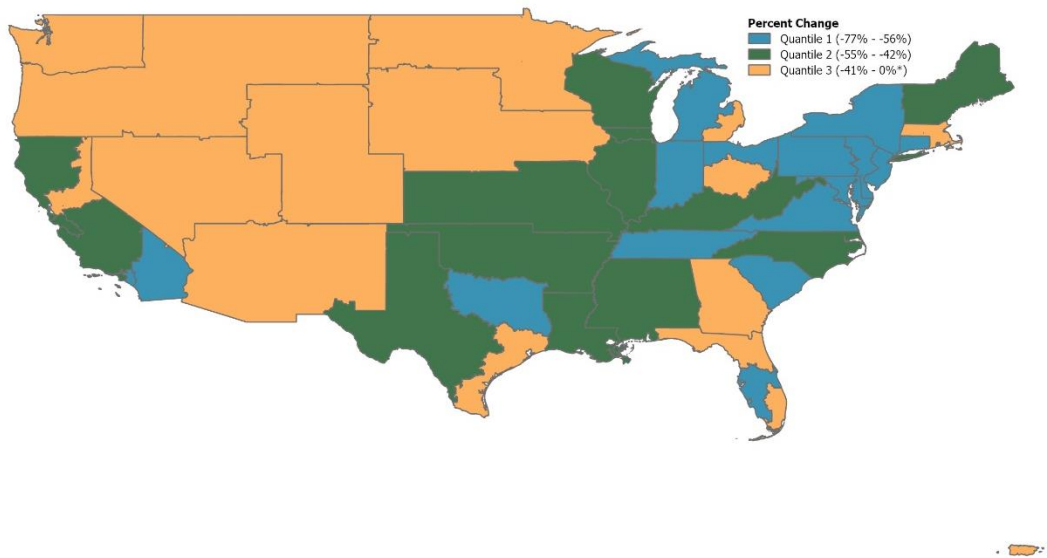 Percent Change
Quantile 1 (-77% - -56%)
Quantile 2 (-55% - -42%)
Quantile 3 (-41% - 0%*)